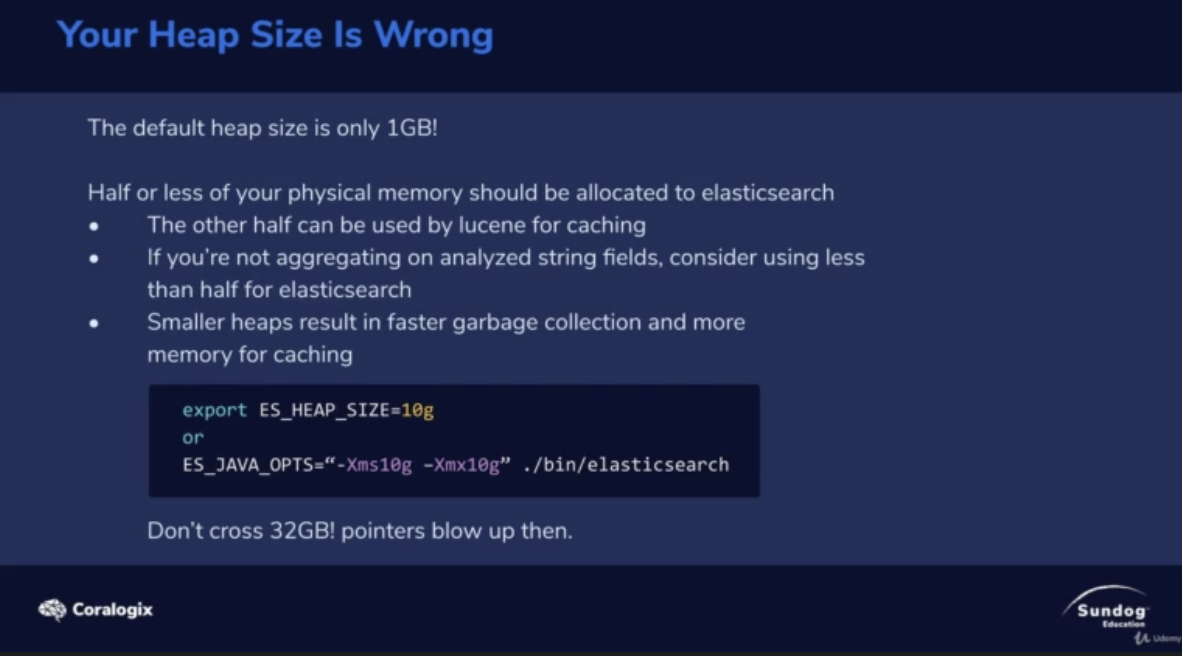 Your Heap Size Is Wrong
The default heap size is only 1GB!
Half or less of your physical memory should be allocated to elasticsearch
• The other half can be used by lucene for caching
• If you’re not aggregating on analyzed string fields, consider using less
than half for elasticsearch
• Smaller heaps result in faster garbage collection and more
memory for caching
export ES_HEAP_SIZE=10g
or
ES_JAVA_OPTS=“-Xms10g –Xmx10g” ./bin/elasticsearch
Don’t cross 32GB! pointers blow up then.
Coralogix
Sundog
Education
Udemy